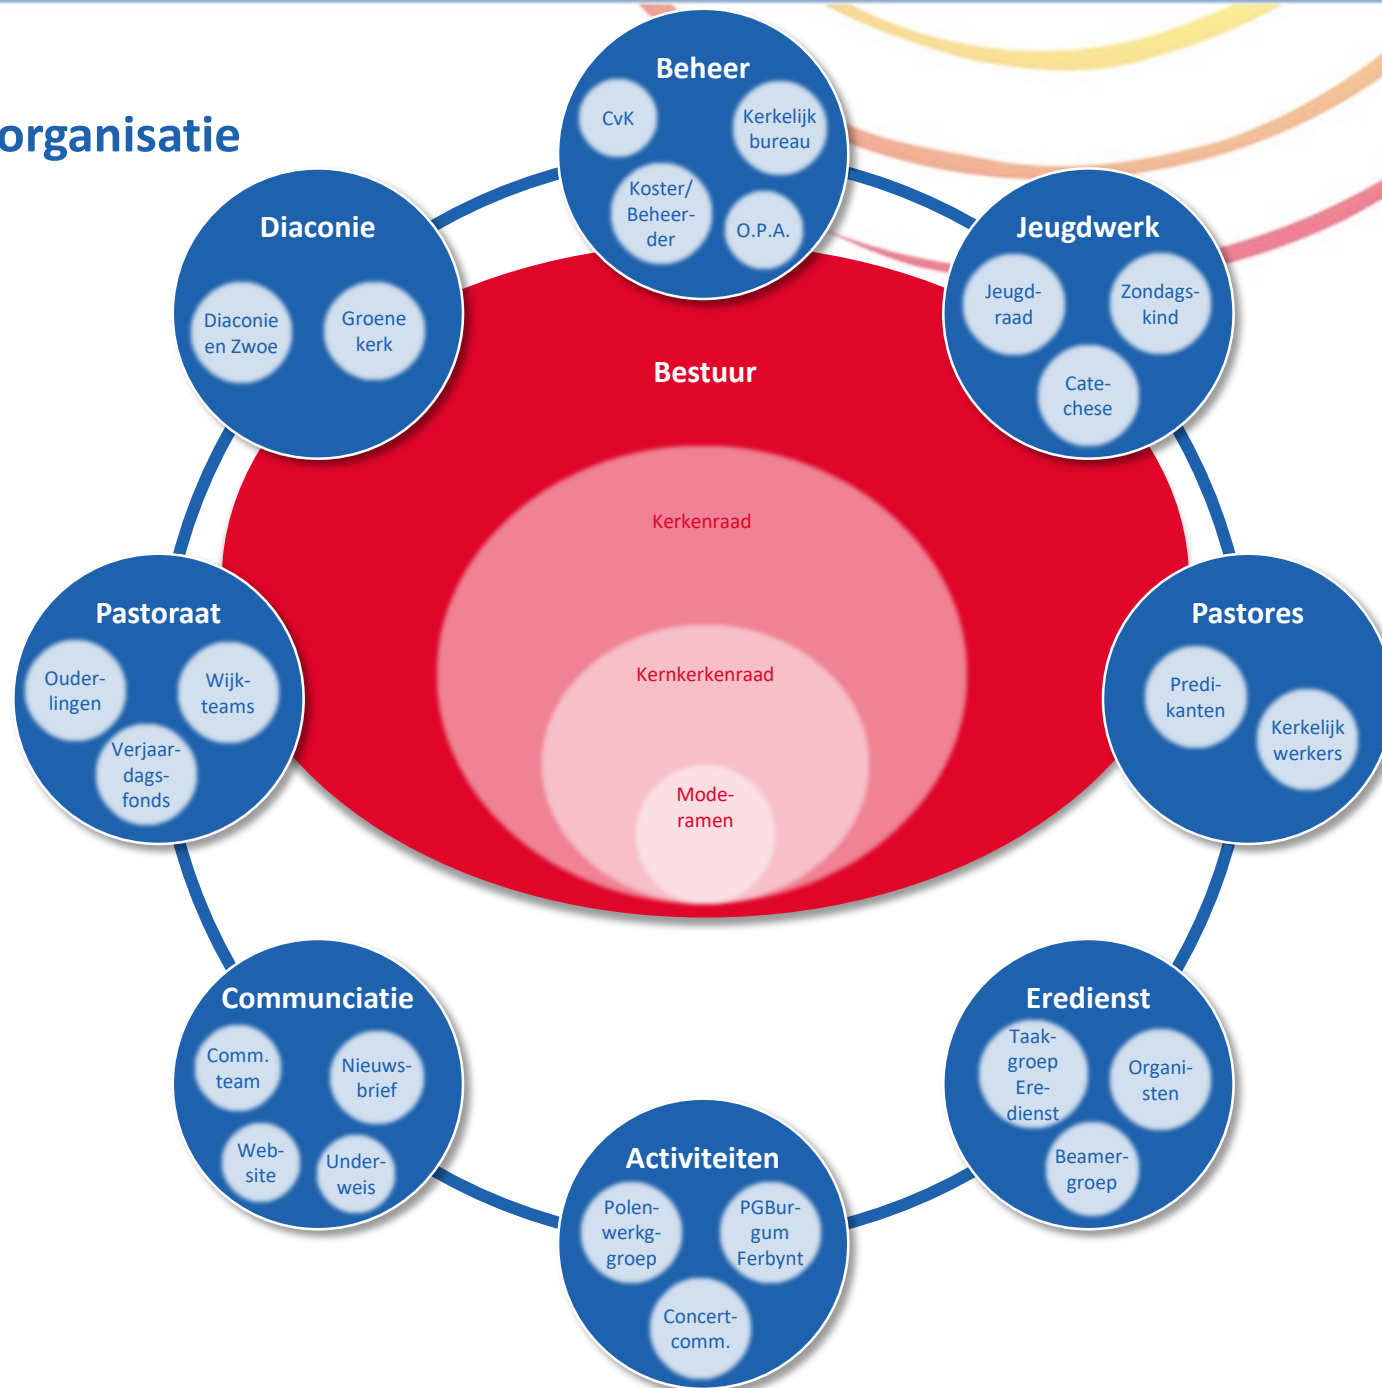 organisatie
Beheer
CvK
Kerkelijk
bureau
Koster/
Beheer-
der
O.P.A.
Diaconie
Diaconie
en Zwoe
Groene
kerk
Jeugdwerk
Jeugd-
raad
Zondags-
kind
Cate-
chese
Bestuur
Kerkenraad
Kernkerkenraad
Mode-
ramen
Pastoraat
Ouder-
lingen
Wijk-
teams
Verjaar-
dags-
fonds
Pastores
Predi-
kanten
Kerkelijk
werkers
Communciatie
Comm.
team
Nieuws-
brief
Web-
site
Under-
weis
Eredienst
Taak-
groep
Ere-
dienst
Organi-
sten
Beamer-
groep
Activiteiten
Polen-
werkg-
groep
PGBur-
gum
Ferbynt
Concert-
comm.